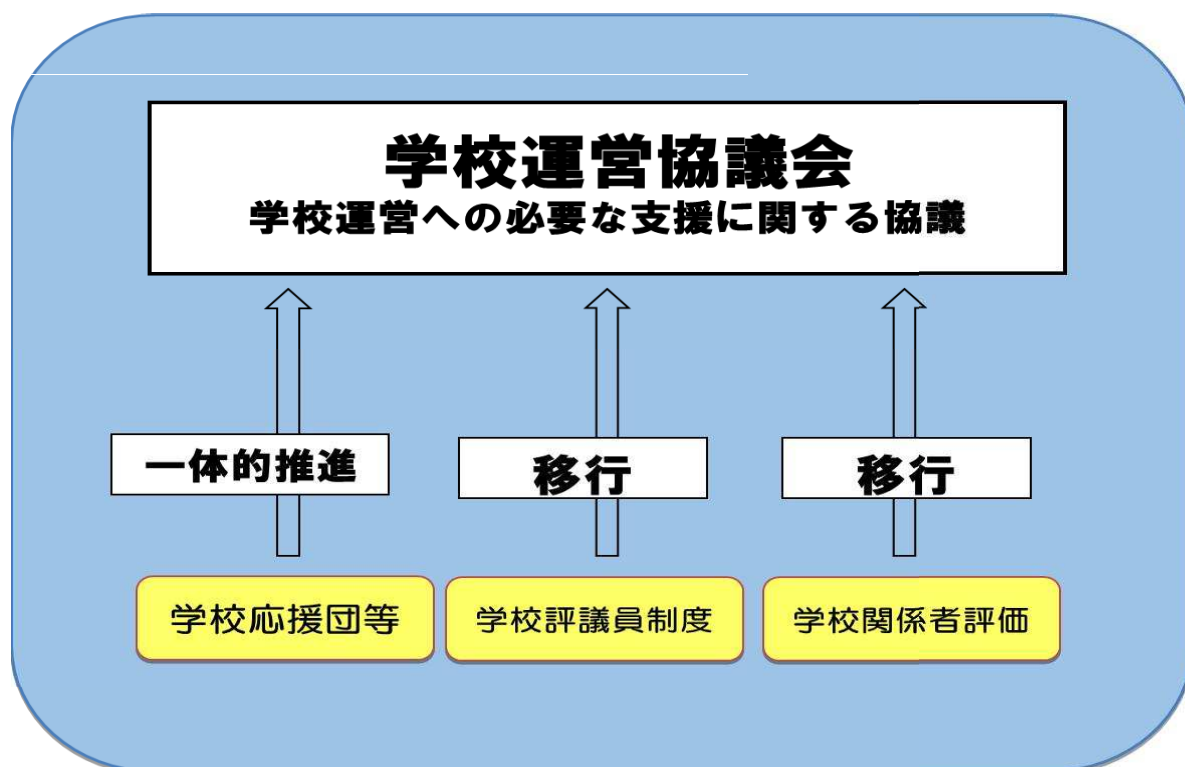 学校運営協議会
学校運営への必要な支援に関する協議
一体的推進
移行
移行
学校応援団等
学校評議員制度
学校関係者評価